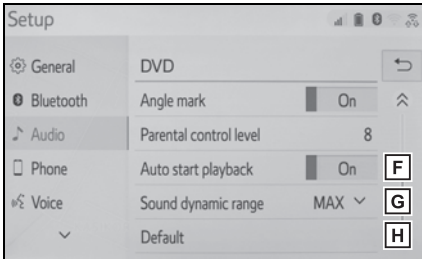 Setup
General
DVD
Bluetooth
Angle mark
On
Audio
Parental control level
8
Phone
Auto start playback
On
F
Voice
Sound dynamic range
MAX
G
Default
H